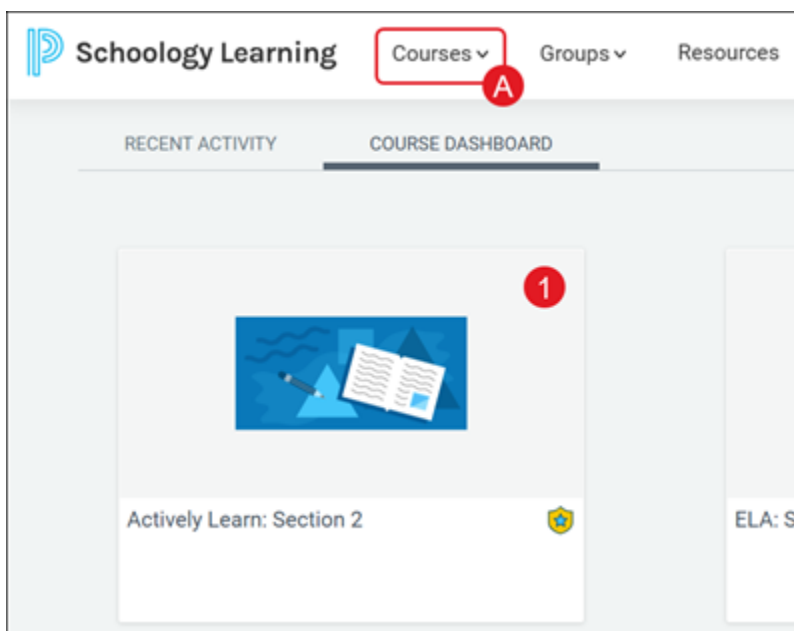 Schoology Learning Courses Groups Resources
A
RECENT ACTIVITY COURSE DASHBOARD
1
Actively Learn: Section 2
ELA: S